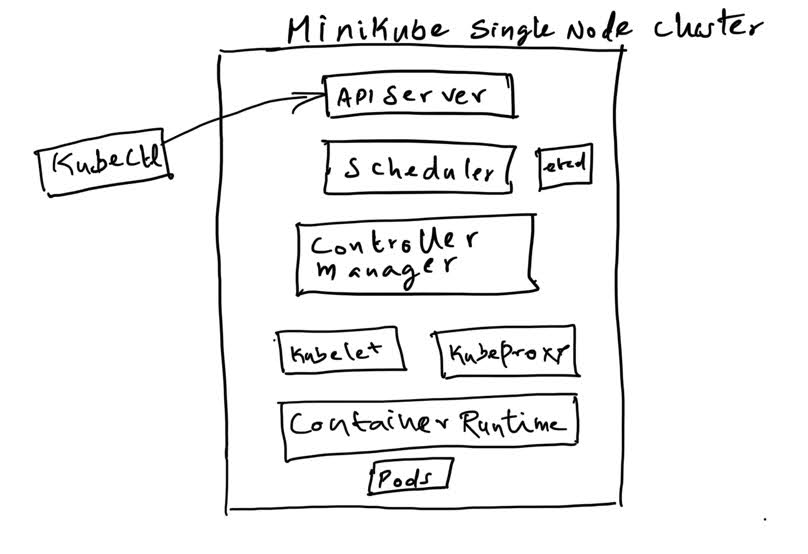 MiniKube Single Node Cluster
API Server
KubeCtl
Scheduler
etcd
Controller
manager
Kubelet
KubeProxy
Container Runtime
Pods